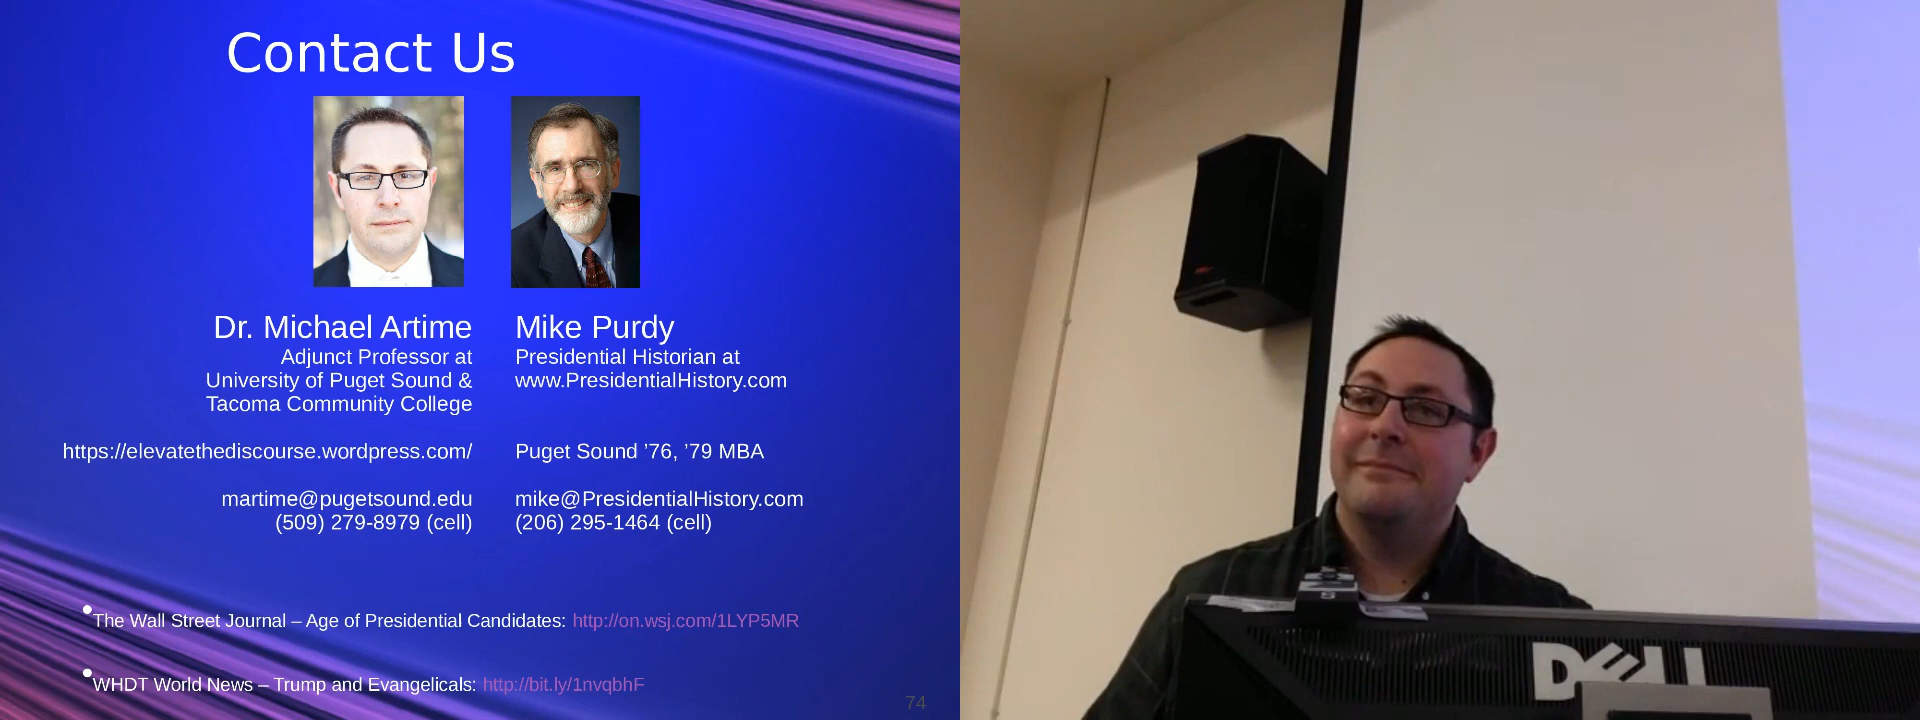 Contact Us
Dr. Michael Artime
Adjunct Professor at
University of Puget Sound &
Tacoma Community College
https://elevatethediscourse.wordpress.com/
martime@pugetsound.edu
(509) 279-8979 (cell)
Mike Purdy
Presidential Historian at
www.PresidentialHistory.com
Puget Sound ’76, ’79 MBA
mike@PresidentialHistory.com
(206) 295-1464 (cell)
•The Wall Street Journal – Age of Presidential Candidates: http://on.wsj.com/1LYP5MR
•WHDT World News – Trump and Evangelicals: http://bit.ly/1nvqbhF
74
DELL